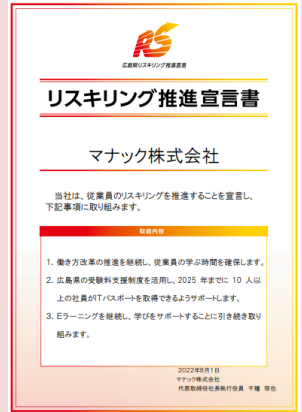 RS
広島県リスキリング推進宣言
リスキリング推進宣言書
マナック株式会社
当社は、従業員のリスキリングを推進することを宣言し、
下記事項に取り組みます。
取組内容
1. 働き方改革の推進を継続し、従業員の学ぶ時間を確保します。
2. 広島県の受験料支援制度を活用し、2025 年までに 10 人以
上の社員がITパスポートを取得できるようサポートします。
3. Eラーニングを継続し、学びをサポートすることに引き続き取り
組みます。
2022年8月1日
マナック株式会社
代表取締役社長執行役員 千種 琢也